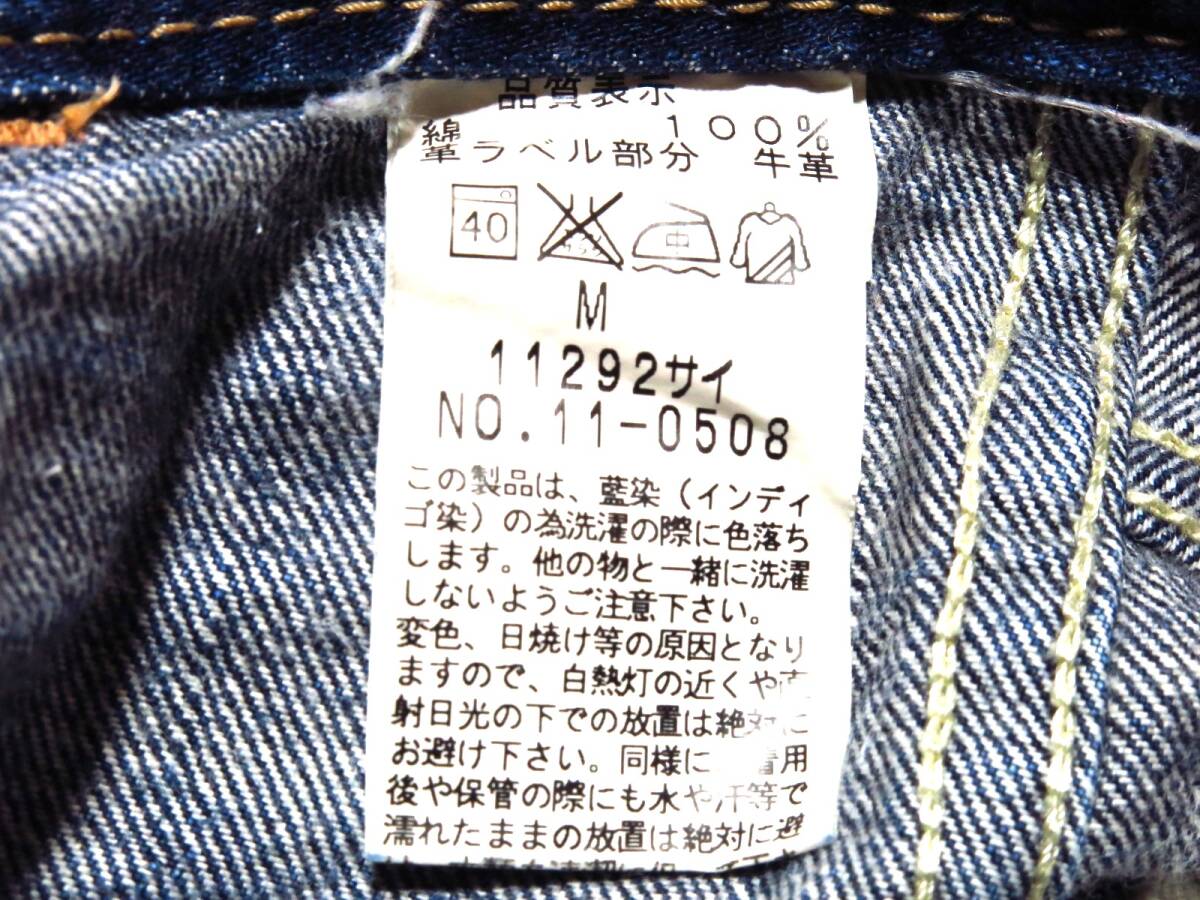 品質表示
綿 100%
革ラベル部分 牛革
40
中
M
11292サイ
NO.11-0508
この製品は、藍染（インディ
ゴ染）の為洗濯の際に色落ち
します。他の物と一緒に洗濯
しないようご注意下さい。
変色、日焼け等の原因となり
ますので、白熱灯の近くや直
射日光の下での放置は絶対に
お避け下さい。同様に着用
後や保管の際にも水や汗等で
濡れたままの放置は絶対に避